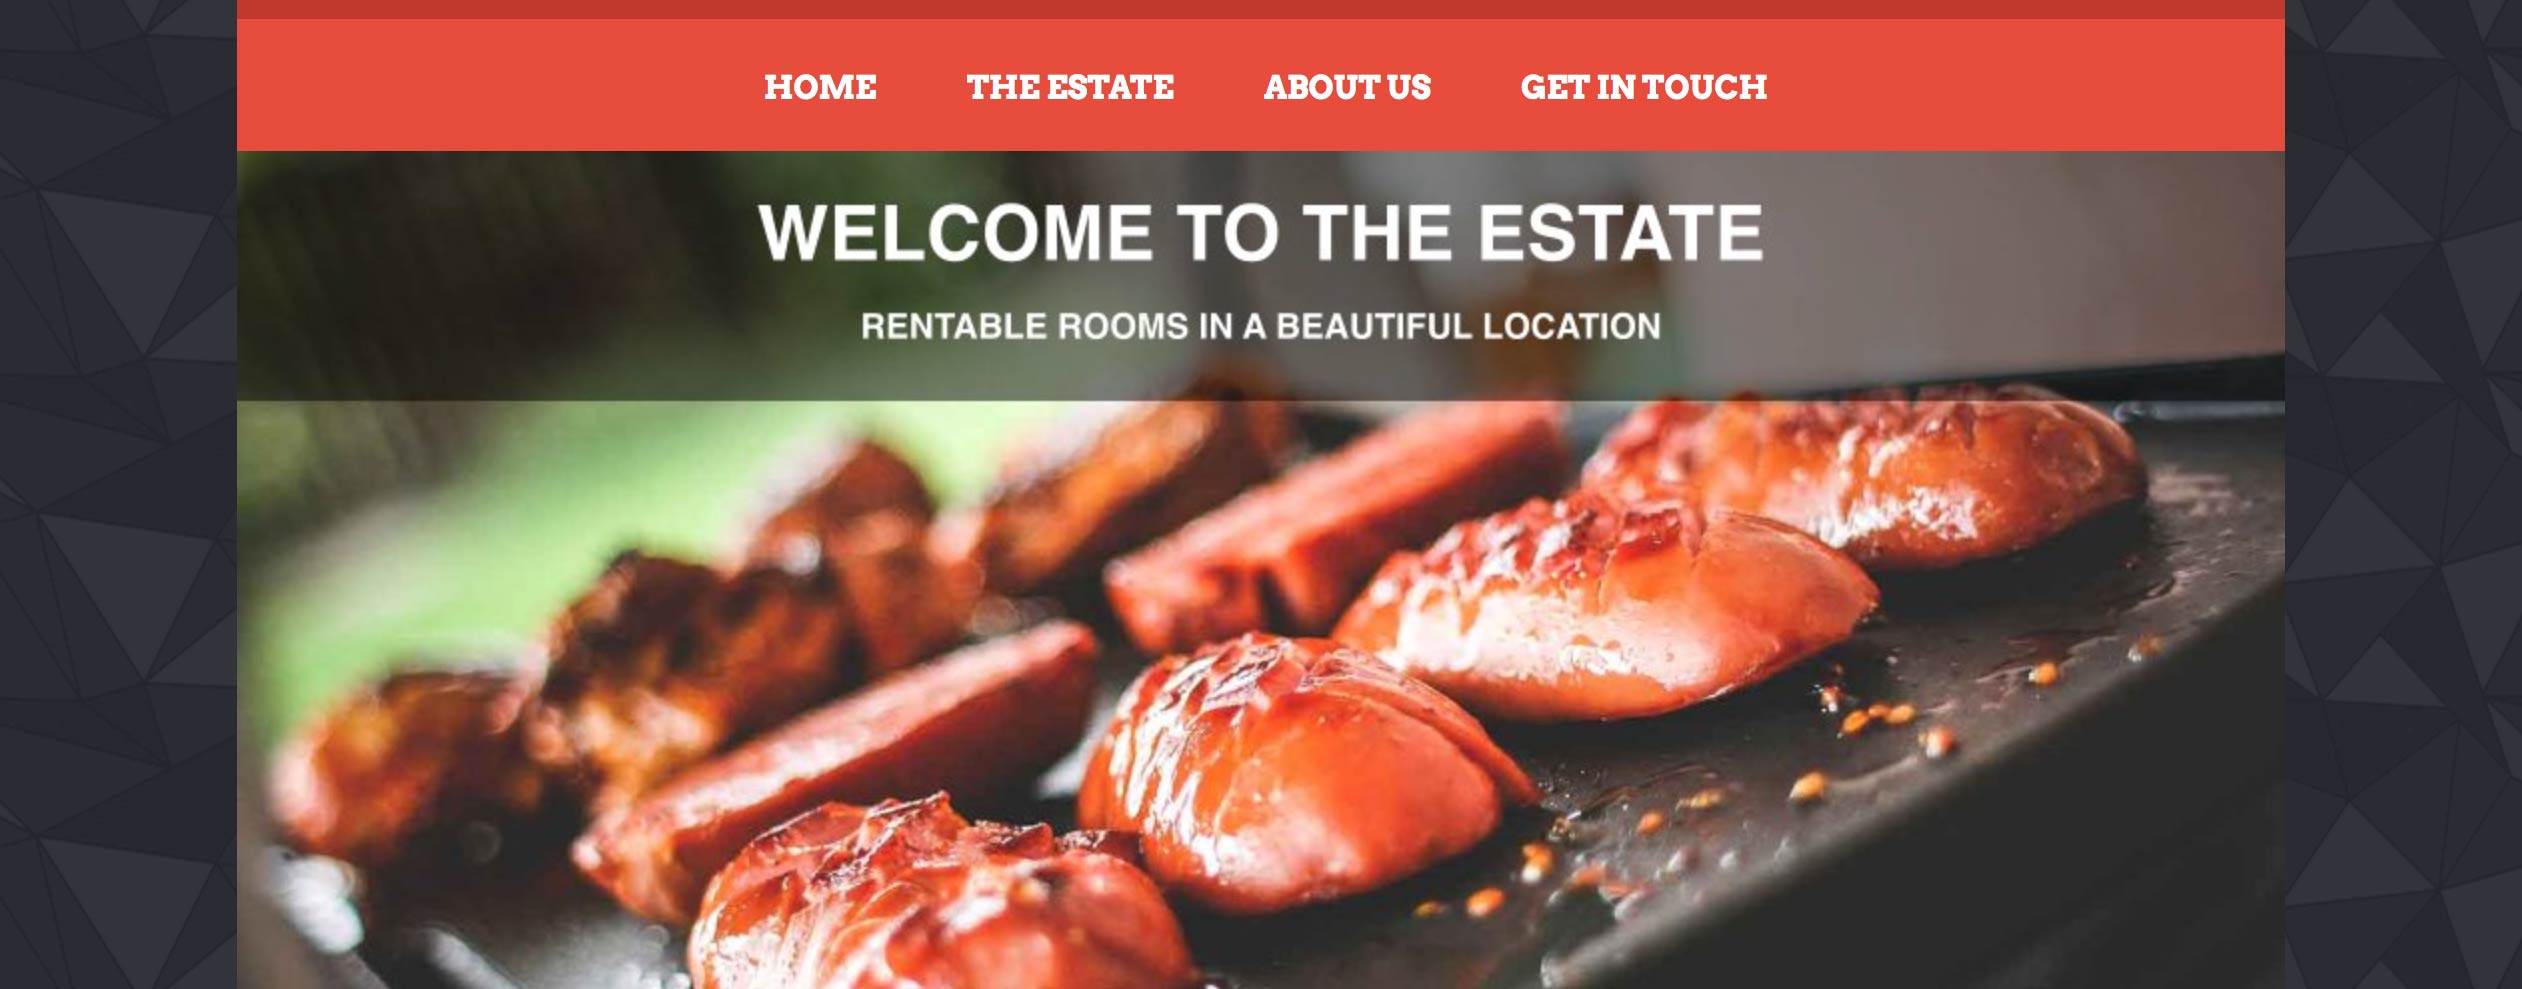 HOME THE ESTATE ABOUT US GET IN TOUCH
WELCOME TO THE ESTATE
RENTABLE ROOMS IN A BEAUTIFUL LOCATION